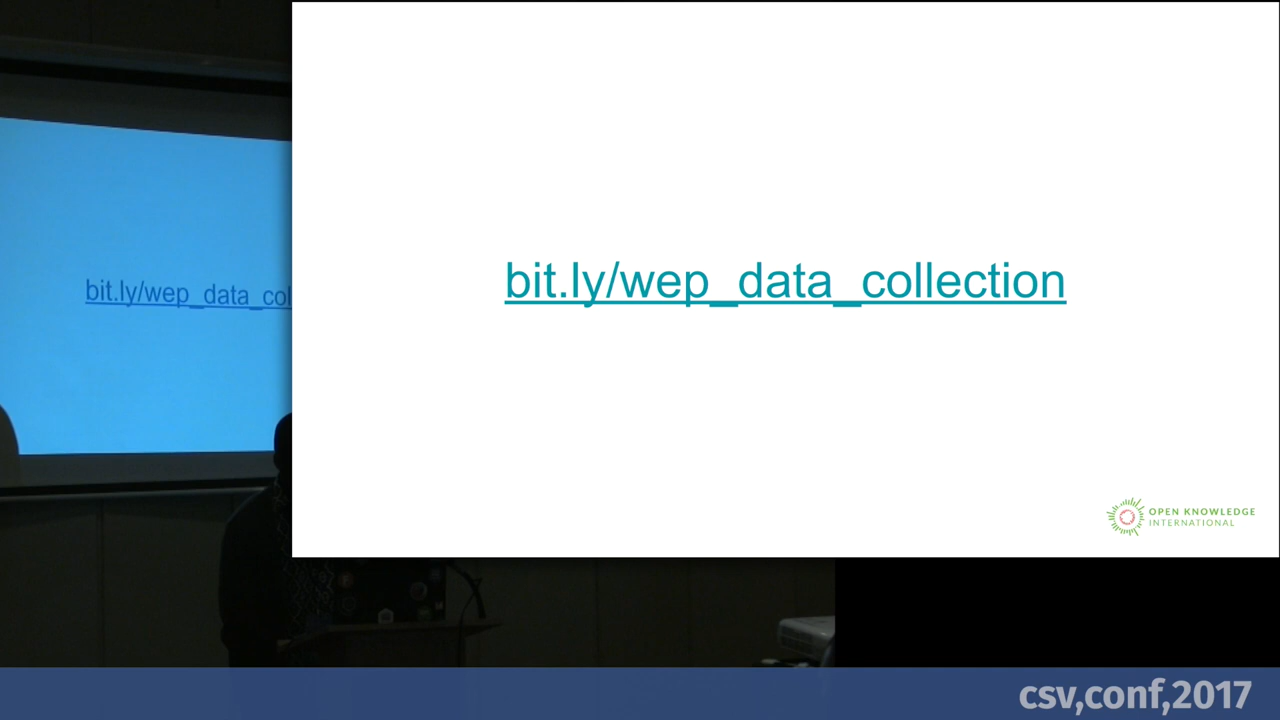 bit.ly/wep_data_col
bit.ly/wep_data_collection
OPEN KNOWLEDGE
INTERNATIONAL
csv,conf,2017